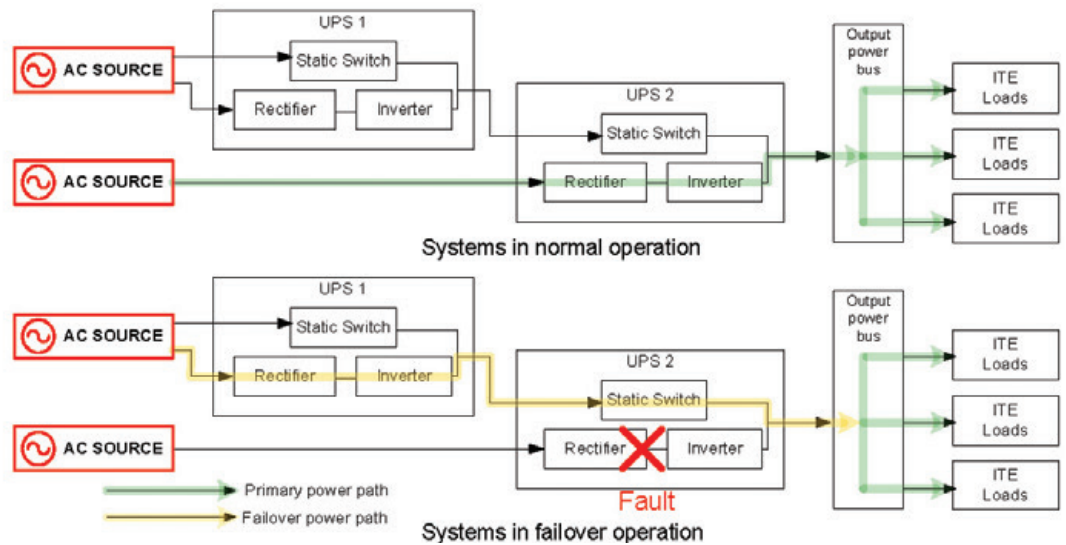 UPS 1
AC SOURCE
Static Switch
Rectifier
Inverter
UPS 2
Static Switch
AC SOURCE
Rectifier
Inverter
Output
power
bus
ITE
Loads
ITE
Loads
ITE
Loads
Systems in normal operation
UPS 1
AC SOURCE
Static Switch
Rectifier
Inverter
UPS 2
Static Switch
AC SOURCE
Rectifier
Inverter
Fault
Output
power
bus
ITE
Loads
ITE
Loads
ITE
Loads
Primary power path
Failover power path
Systems in failover operation